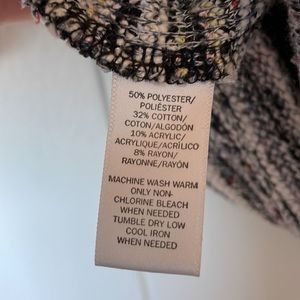 50% POLYESTER/
POLIÉSTER
32% COTTON/
COTON/ALGODÓN
10% ACRYLIC/
ACRYLIQUE/ACRÍLICO
8% RAYON/
RAYONNE/RAYÓN
MACHINE WASH WARM
ONLY NON-
CHLORINE BLEACH
WHEN NEEDED
TUMBLE DRY LOW
COOL IRON
WHEN NEEDED